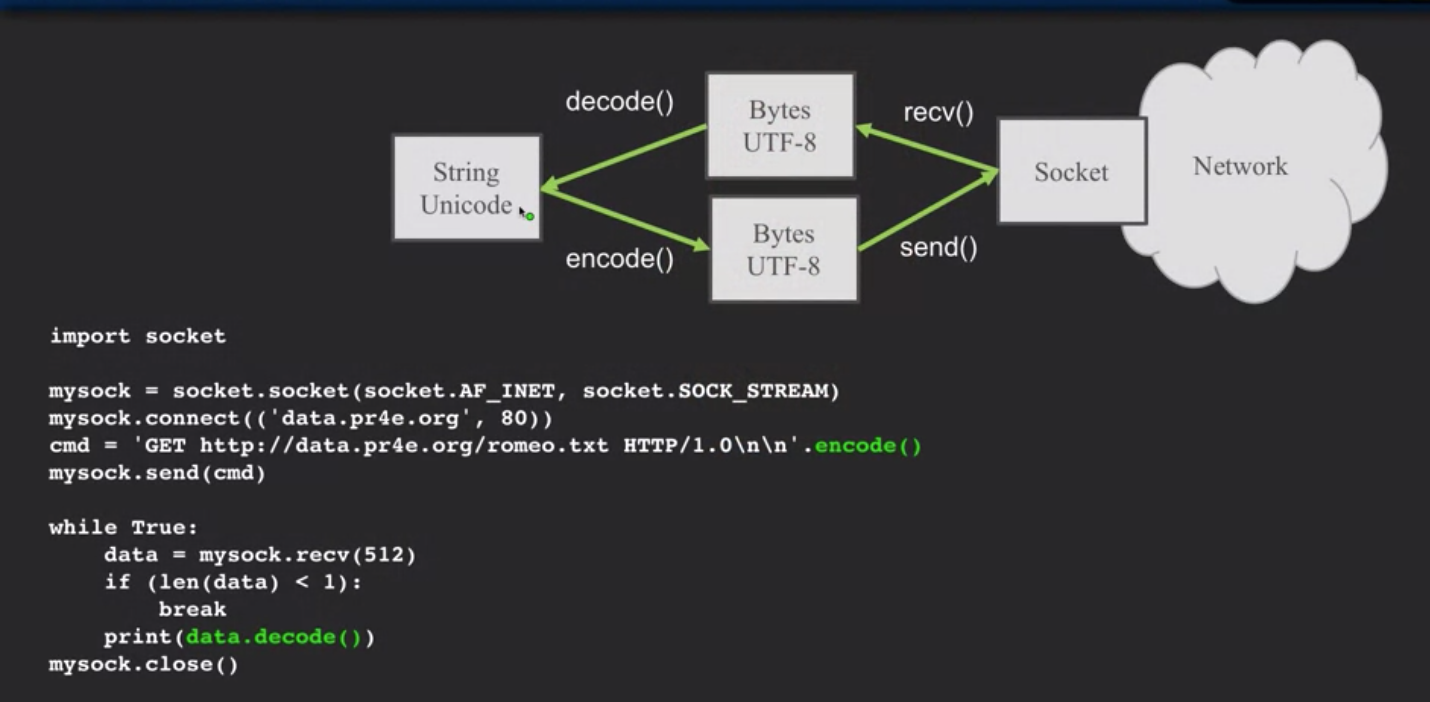 decode()
Bytes
UTF-8
recv()
String
Unicode
Socket
Network
encode()
Bytes
UTF-8
send()
import socket
mysock = socket.socket(socket.AF_INET, socket.SOCK_STREAM)
mysock.connect(('data.pr4e.org', 80))
cmd = 'GET http://data.pr4e.org/romeo.txt HTTP/1.0\n\n'.encode()
mysock.send(cmd)
while True:
    data = mysock.recv(512)
    if (len(data) < 1):
        break
    print(data.decode())
mysock.close()